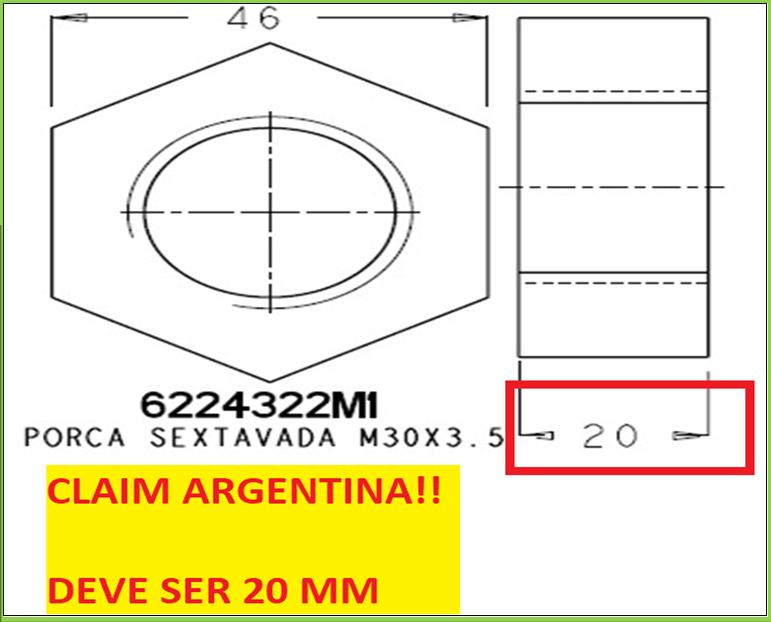 46
6224322M1
PORCA SEXTAVADA M30X3.5
20
CLAIM ARGENTINA!!
DEVE SER 20 MM